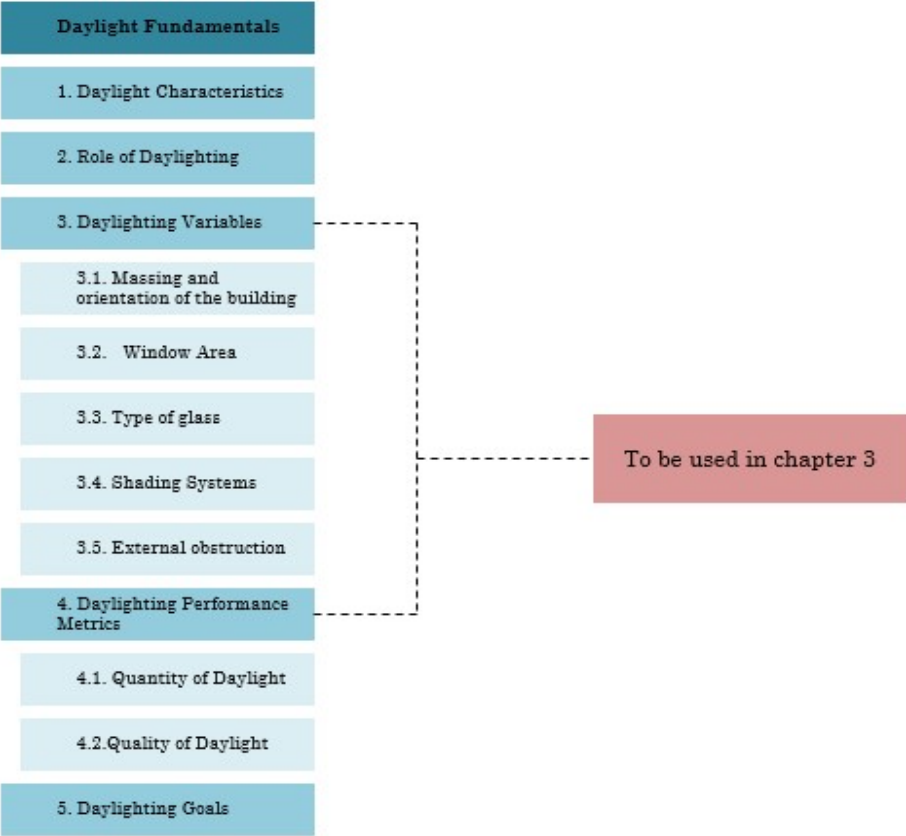 Daylight Fundamentals
1. Daylight Characteristics
2. Role of Daylighting
3. Daylighting Variables
3.1. Massing and
orientation of the building
3.2. Window Area
3.3. Type of glass
3.4. Shading Systems
3.5. External obstruction
To be used in chapter 3
4. Daylighting Performance
Metrics
4.1. Quantity of Daylight
4.2.Quality of Daylight
5. Daylighting Goals